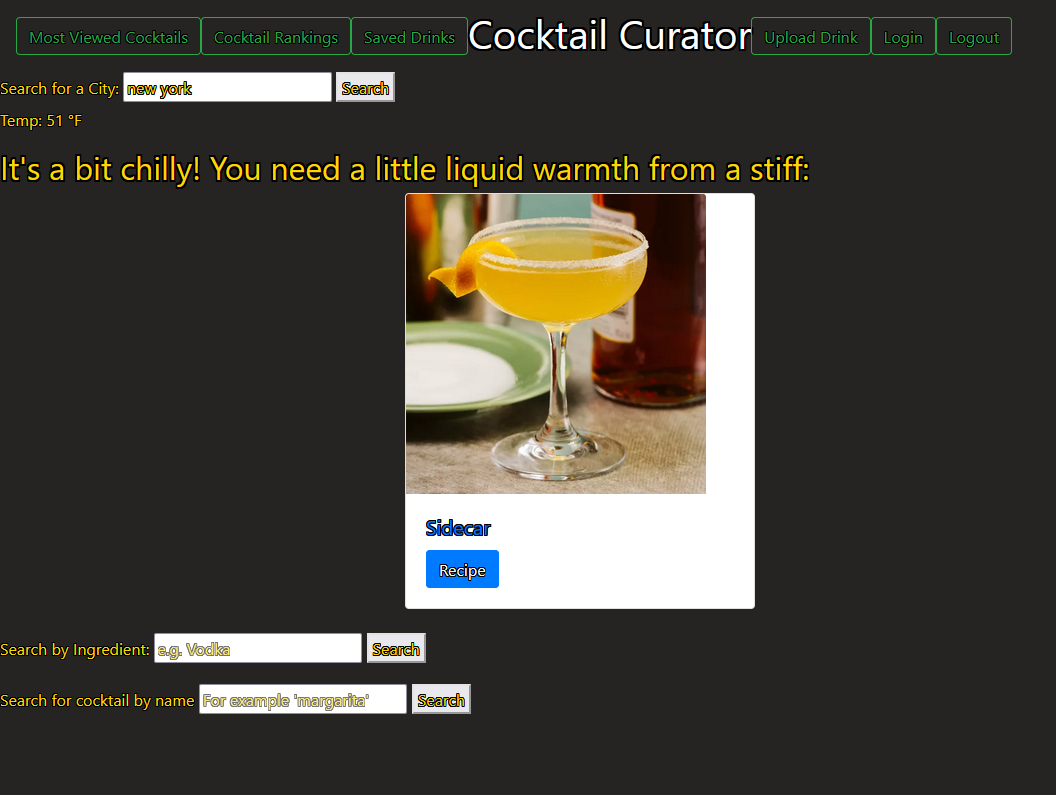 Most Viewed Cocktails Cocktail Rankings Saved Drinks Cocktail Curator Upload Drink Login Logout
Search for a City: new york Search
Temp: 51 °F
It's a bit chilly! You need a little liquid warmth from a stiff:
Sidecar
Recipe
Search by Ingredient: e.g. Vodka Search
Search for cocktail by name For example 'margarita' Search